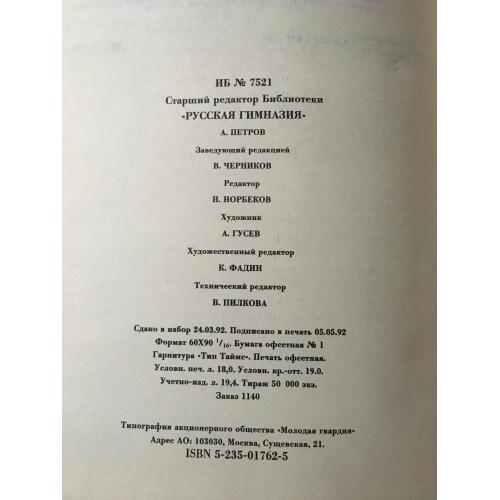 ИБ № 7521
Старший редактор Библиотеки
«РУССКАЯ ГИМНАЗИЯ»
А. ПЕТРОВ
Заведующий редакцией
В. ЧЕРНИКОВ
Редактор
Н. НОРБЕКОВ
Художник
А. ГУСЕВ
Художественный редактор
К. ФАДИН
Технический редактор
В. ПИЛКОВА
Сдано в набор 24.03.92. Подписано в печать 05.05.92
Формат 60X90 1/16. Бумага офсетная № 1
Гарнитура «Тип Таймс». Печать офсетная.
Условн. печ. л. 18,0. Условн. кр.-отт. 19.0.
Учетно-изд. л. 19,4. Тираж 50 000 экз.
Заказ 1140
Типография акционерного общества «Молодая гвардия»
Адрес АО: 103030, Москва, Сущевская, 21.
ISBN 5-235-01762-5